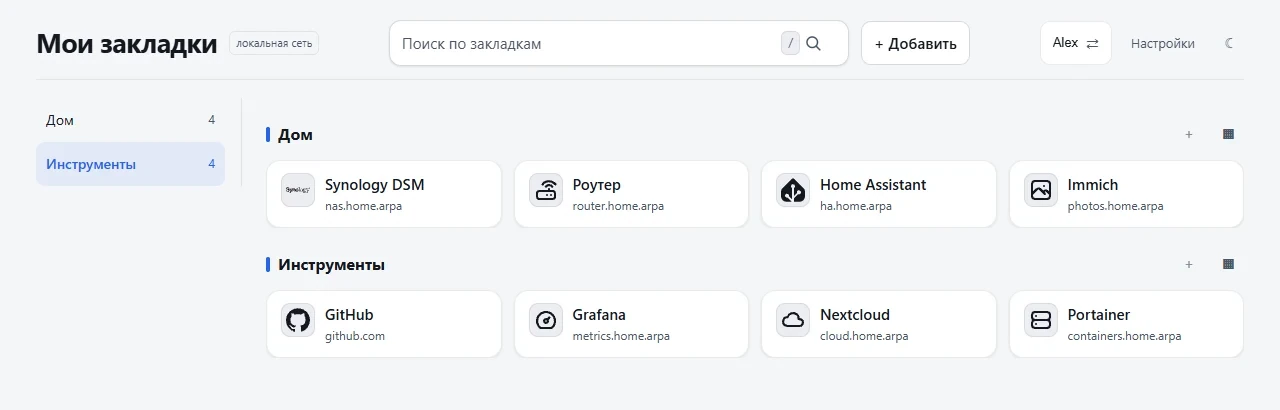 Мои закладки
локальная сеть
Поиск по закладкам
/
+ Добавить
Alex ⇄
Настройки
☾
Дом 4
Инструменты 4
Дом
+
Synology
Synology DSM
nas.home.arpa
Роутер
router.home.arpa
Home Assistant
ha.home.arpa
Immich
photos.home.arpa
Инструменты
+
GitHub
github.com
Grafana
metrics.home.arpa
Nextcloud
cloud.home.arpa
Portainer
containers.home.arpa